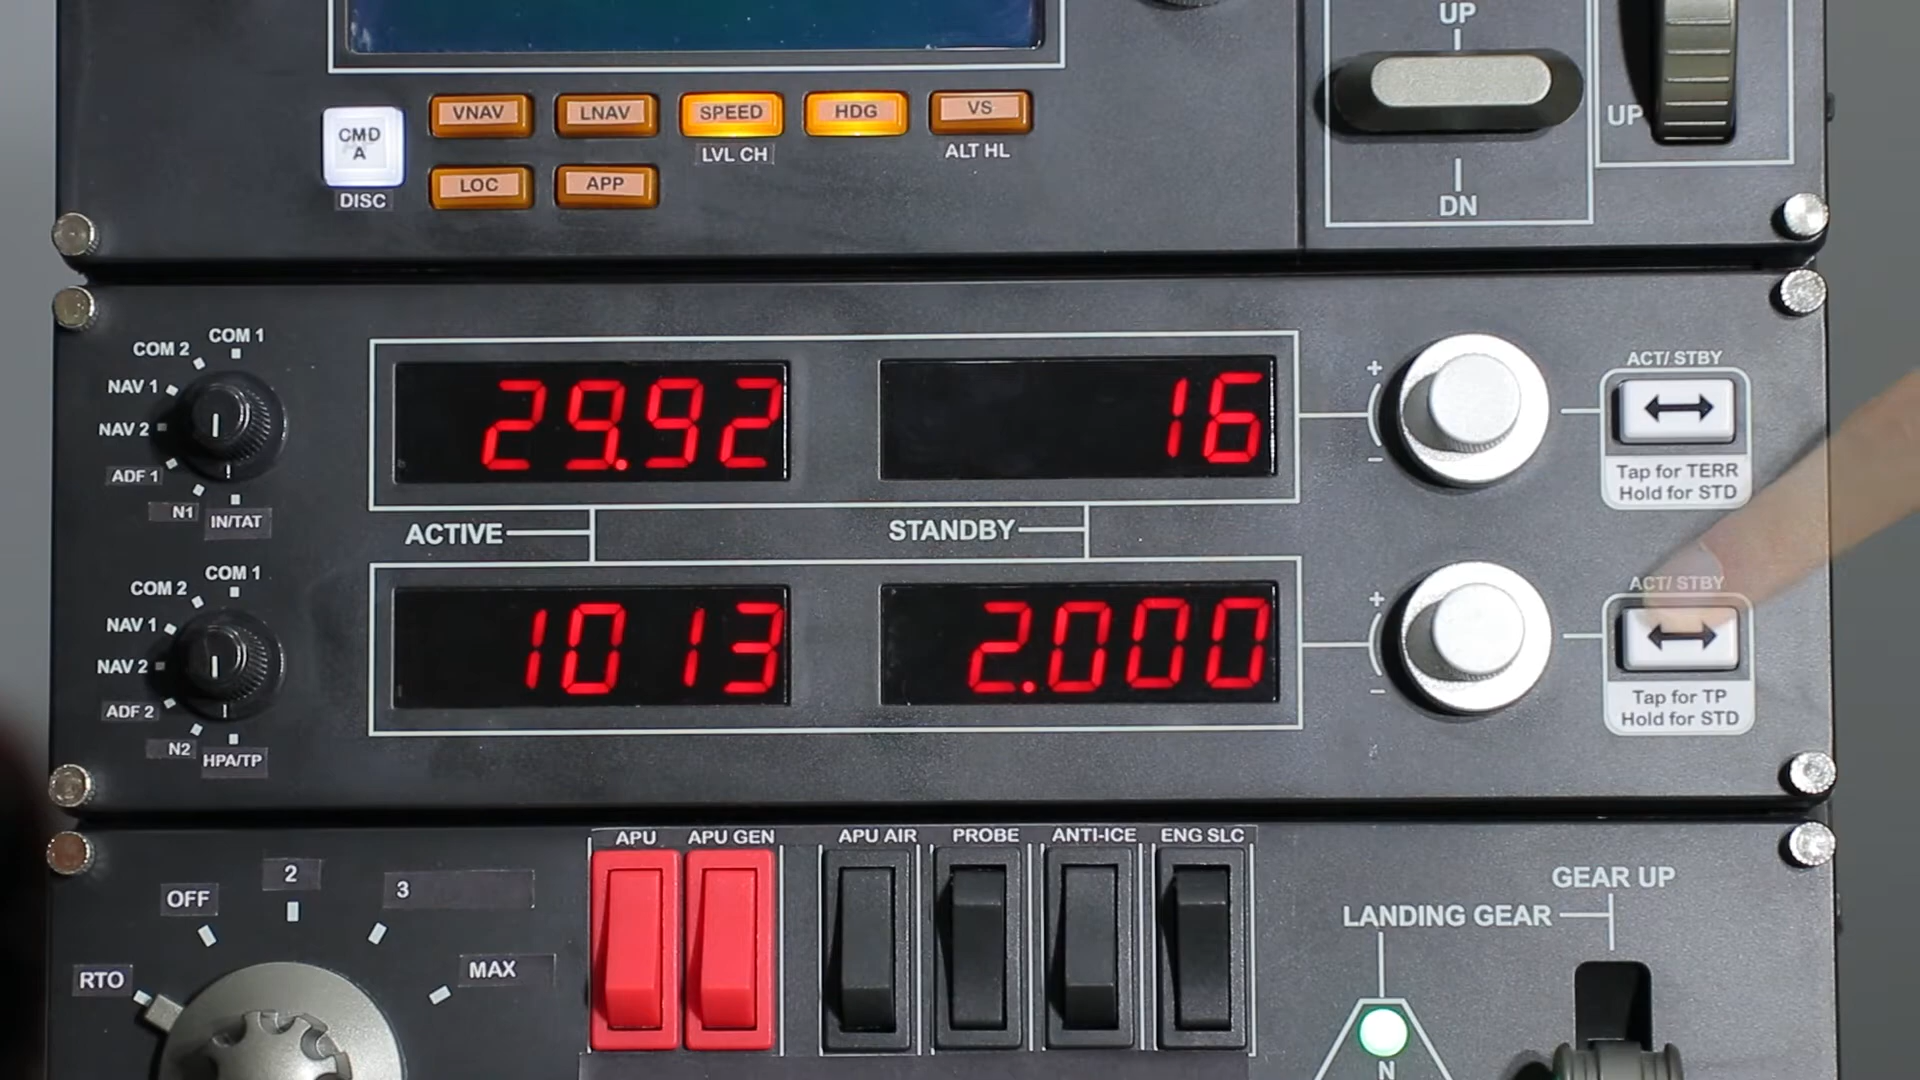 UP
UP
DN
CMD
A
DISC
VNAV
LNAV
SPEED
HDG
VS
LVL CH
ALT HL
LOC
APP
COM 1
COM 2
NAV 1
NAV 2
ADF 1
N1
IN/TAT
29.92
16
+
-
ACT/ STBY
Tap for TERR
Hold for STD
ACTIVE
STANDBY
COM 1
COM 2
NAV 1
NAV 2
ADF 2
N2
HPA/TP
1013
2.000
+
-
ACT/ STBY
Tap for TP
Hold for STD
APU
APU GEN
APU AIR
PROBE
ANTI-ICE
ENG SLC
RTO
OFF
2
3
MAX
GEAR UP
LANDING GEAR
N